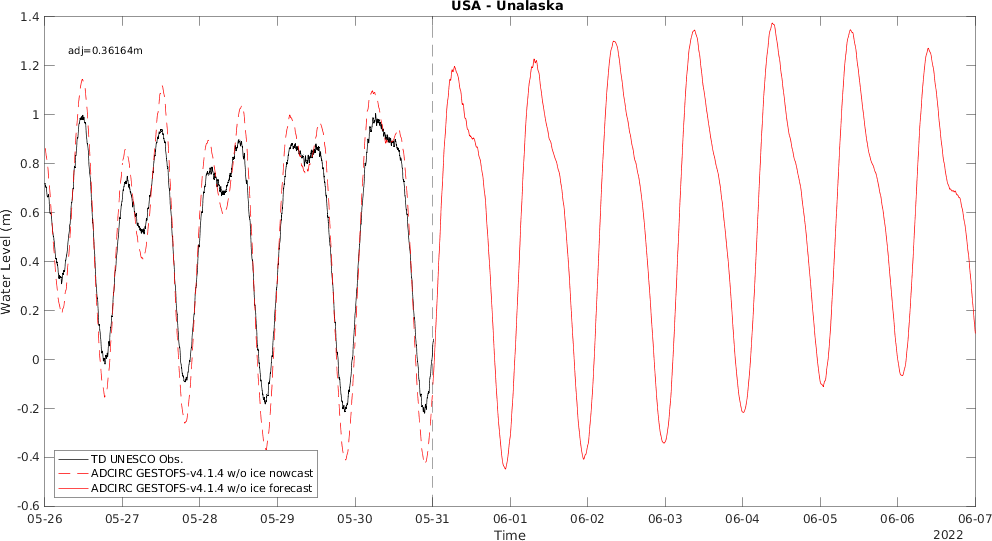 USA - Unalaska
adj=0.36164m
1.4
1.2
1
0.8
0.6
0.4
0.2
0
-0.2
-0.4
-0.6
Water Level (m)
TD UNESCO Obs.
ADCIRC GESTOFS-v4.1.4 w/o ice nowcast
ADCIRC GESTOFS-v4.1.4 w/o ice forecast
05-26 05-27 05-28 05-29 05-30 05-31 06-01 06-02 06-03 06-04 06-05 06-06 06-07
Time
2022